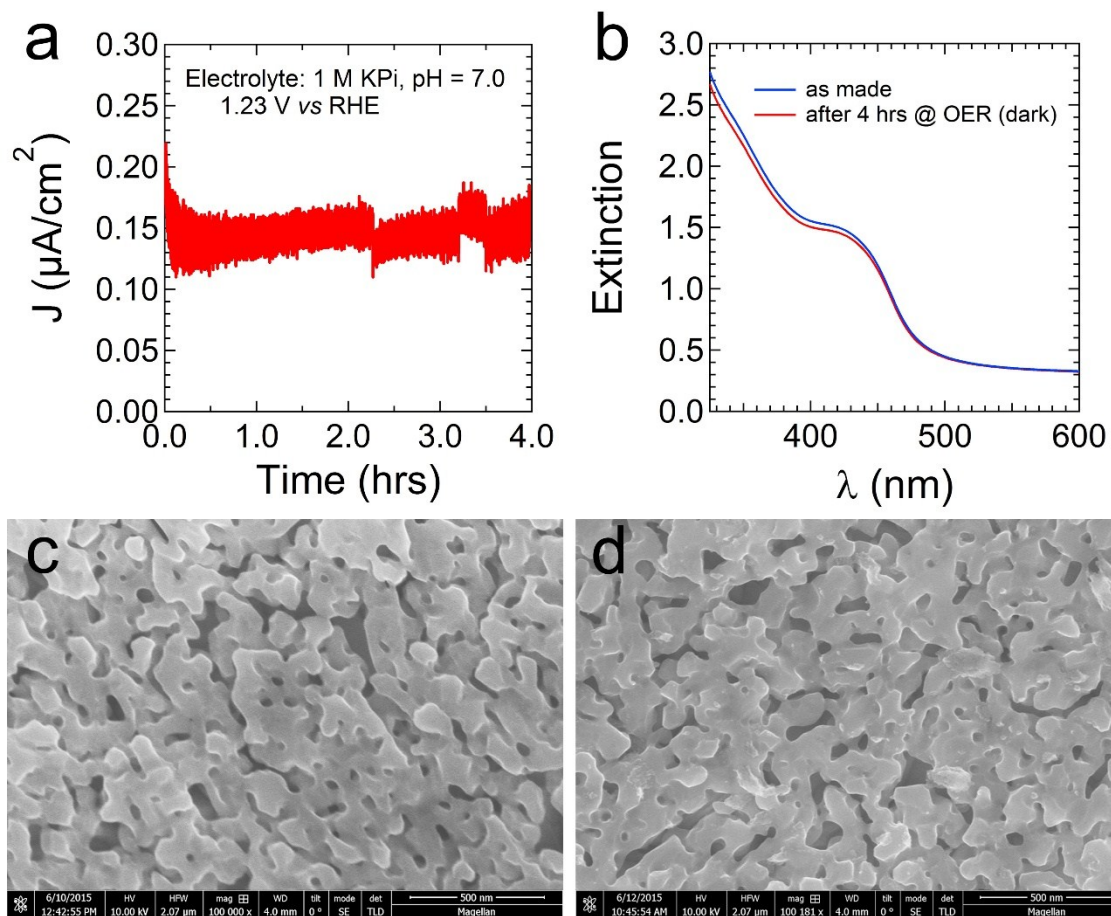 a
0.30
0.25
0.20
0.15
0.10
0.05
0.00
J (µA/cm²)
Electrolyte: 1 M KPi, pH = 7.0
1.23 V vs RHE
0.0 1.0 2.0 3.0 4.0
Time (hrs)
b
3.0
2.5
2.0
1.5
1.0
0.5
0.0
Extinction
as made
after 4 hrs @ OER (dark)
400 500 600
λ (nm)
c
6/10/2015 HV HFW mag WD tilt mode det 500 nm
12:42:55 PM 10.00 kV 2.07 µm 100 000 x 4.0 mm 0 ° SE TLD Magellan
d
6/12/2015 HV HFW mag WD tilt mode det 500 nm
10:45:54 AM 10.00 kV 2.07 µm 100 181 x 4.0 mm 0 ° SE TLD Magellan